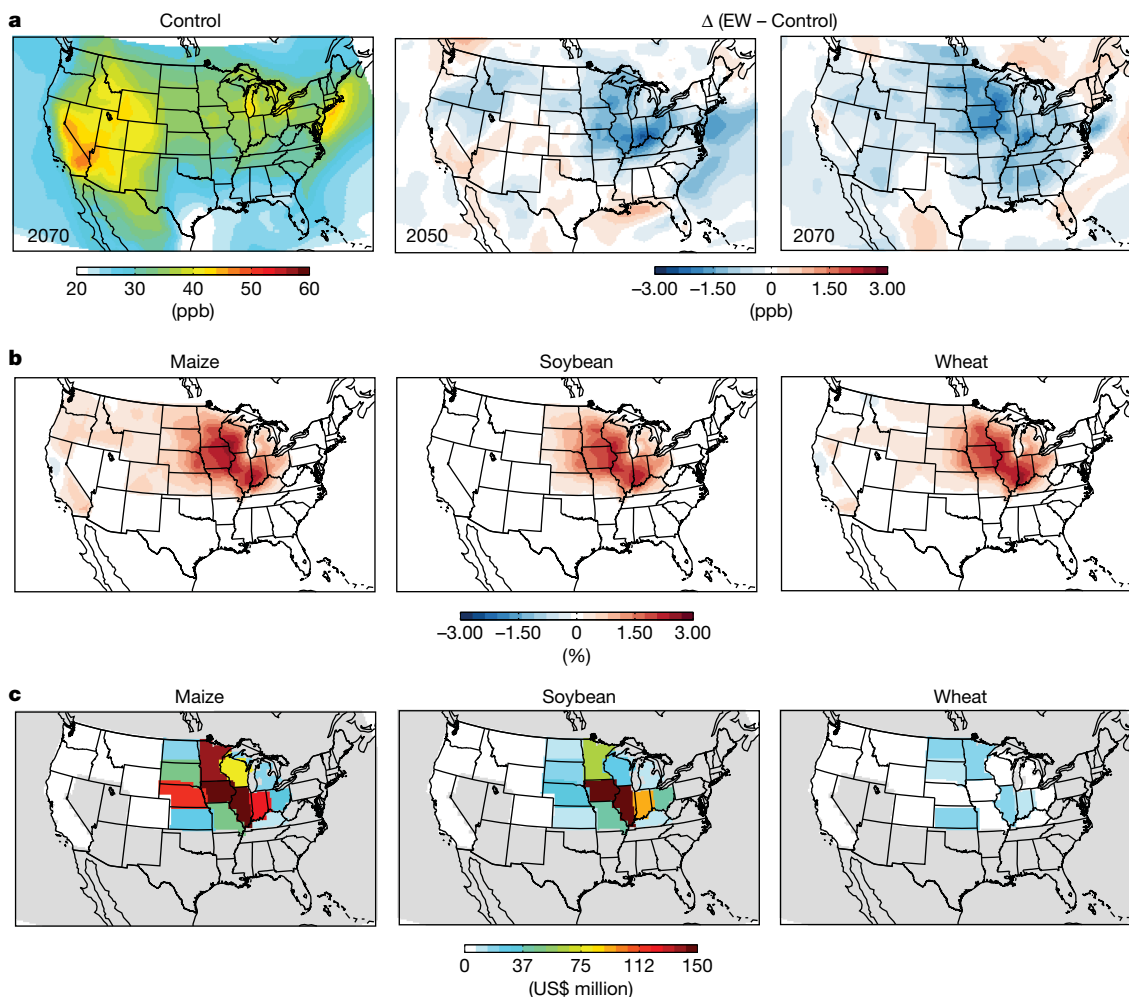 a
Control
Δ (EW – Control)
2070
2050
2070
20 30 40 50 60
(ppb)
–3.00 –1.50 0 1.50 3.00
(ppb)
b
Maize
Soybean
Wheat
–3.00 –1.50 0 1.50 3.00
(%)
c
Maize
Soybean
Wheat
0 37 75 112 150
(US$ million)